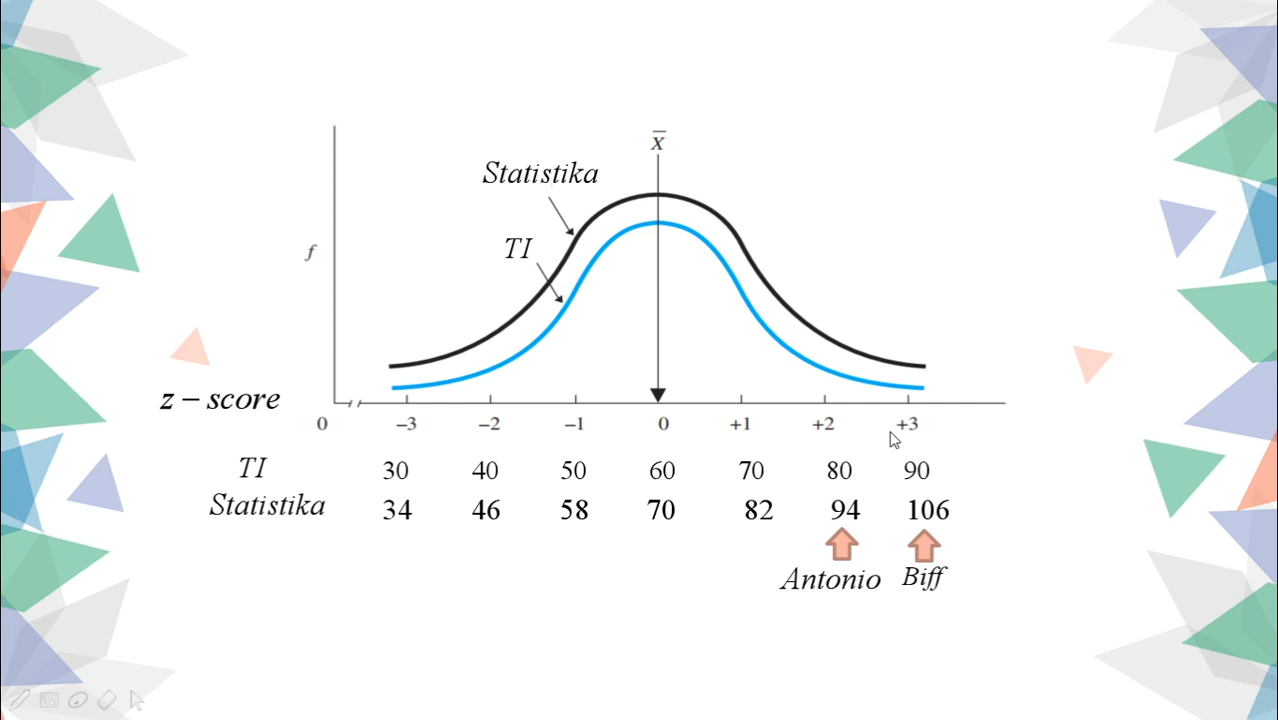 X̅
Statistika
TI
f
z – score
0 –3 –2 –1 0 +1 +2 +3
TI 30 40 50 60 70 80 90
Statistika 34 46 58 70 82 94 106
Antonio Biff